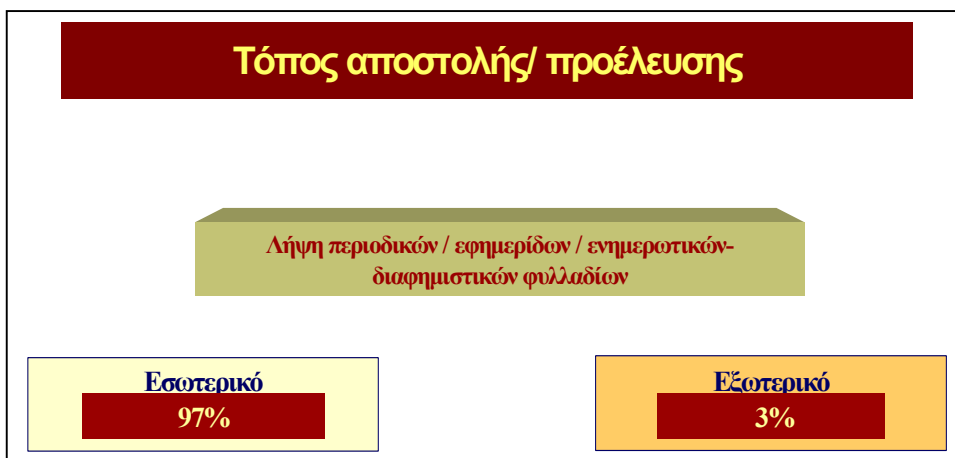 Τόπος αποστολής/ προέλευσης
Λήψη περιοδικών / εφημερίδων / ενημερωτικών-
διαφημιστικών φυλλαδίων
Εσωτερικό
97%
Εξωτερικό
3%